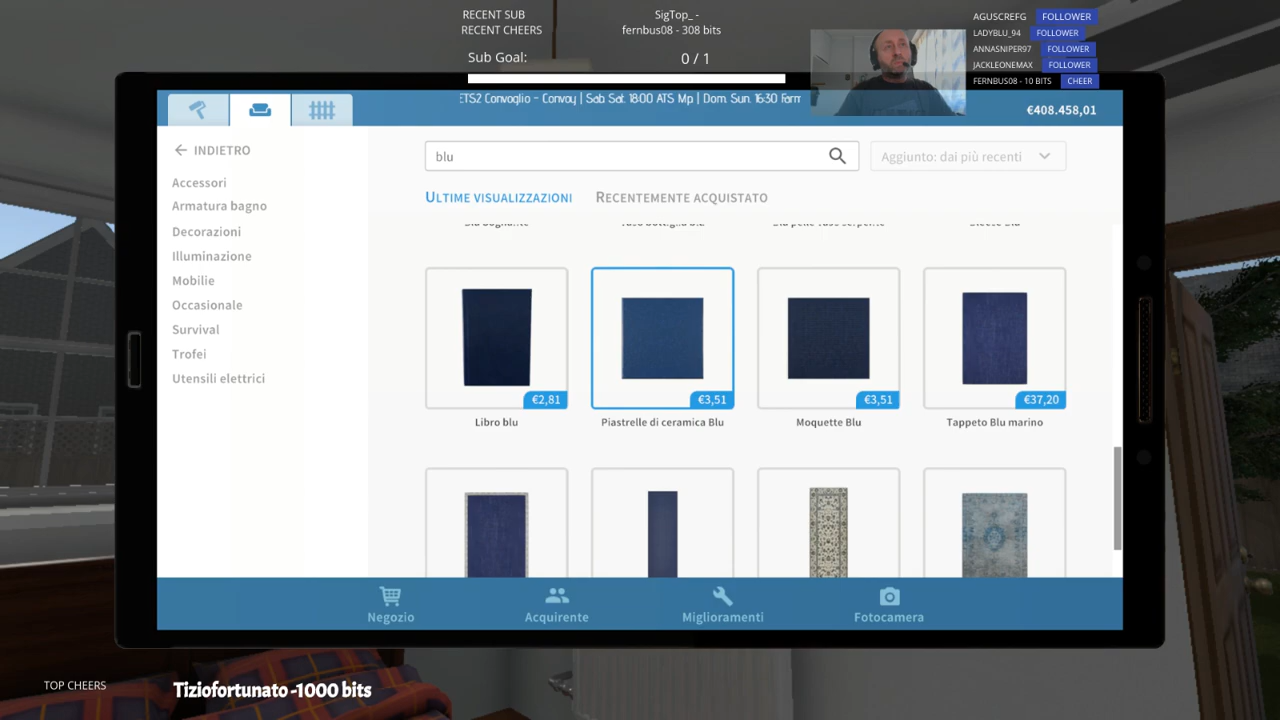 RECENT SUB
SigTop_ -
RECENT CHEERS
fernbus08 - 308 bits
Sub Goal:
0 / 1
AGUSCREFG FOLLOWER
LADYBLU_94 FOLLOWER
ANNASNIPER97 FOLLOWER
JACKLEONEMAX FOLLOWER
FERNBUS08 - 10 BITS CHEER
ETS2 Convoglio - Convoy | Sab Sat. 18:00 ATS Mp | Dom. Sun. 16:30 Farm
€408.458,01
INDIETRO
Accessori
Armatura bagno
Decorazioni
Illuminazione
Mobilie
Occasionale
Survival
Trofei
Utensili elettrici
blu
Aggiunto: dai più recenti
ULTIME VISUALIZZAZIONI
RECENTEMENTE ACQUISTATO
€2,81
€3,51
€3,51
€37,20
Libro blu
Piastrelle di ceramica Blu
Moquette Blu
Tappeto Blu marino
Negozio
Acquirente
Miglioramenti
Fotocamera
TOP CHEERS
Tiziofortunato -1000 bits